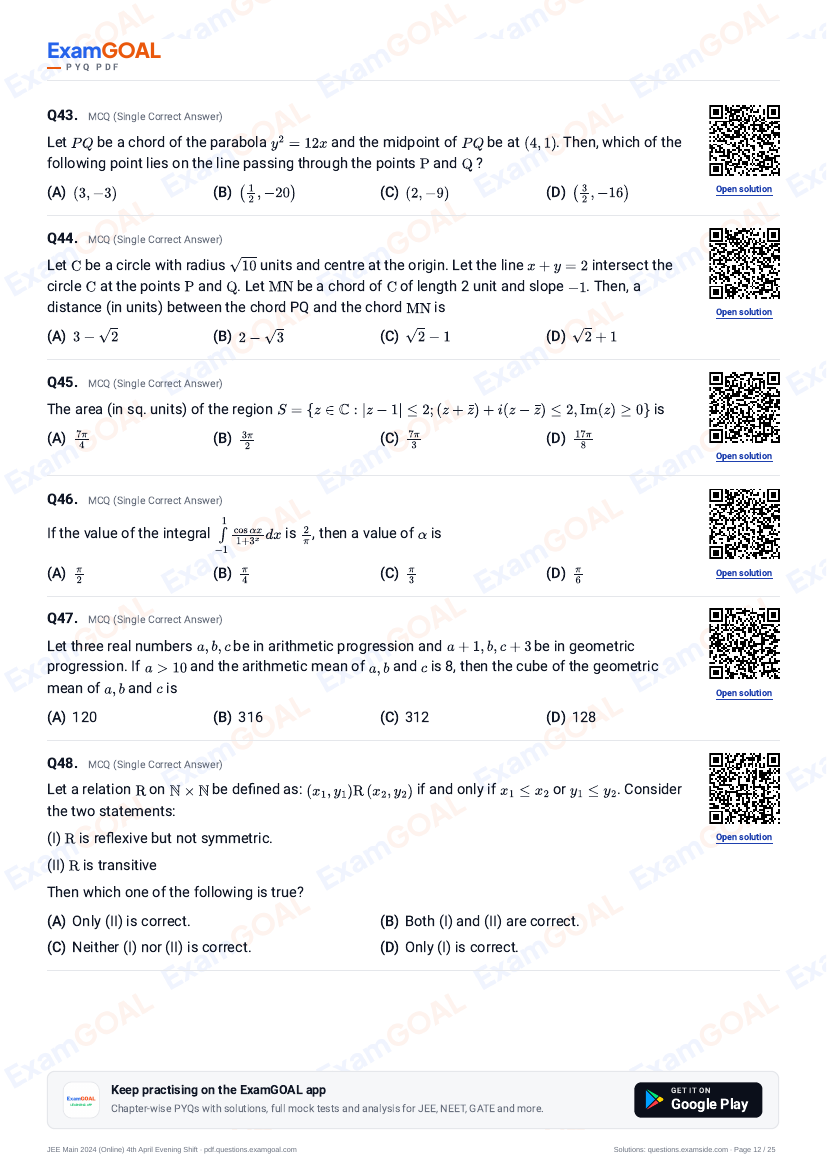 ExamGOAL
PYQ PDF
Q43. MCQ (Single Correct Answer)
Let PQ be a chord of the parabola y² = 12x and the midpoint of PQ be at (4, 1). Then, which of the
following point lies on the line passing through the points P and Q ?
(A) (3, −3) (B) (1/2, −20) (C) (2, −9) (D) (3/2, −16)
Open solution
Q44. MCQ (Single Correct Answer)
Let C be a circle with radius √10 units and centre at the origin. Let the line x + y = 2 intersect the
circle C at the points P and Q. Let MN be a chord of C of length 2 unit and slope −1. Then, a
distance (in units) between the chord PQ and the chord MN is
(A) 3 − √2 (B) 2 − √3 (C) √2 − 1 (D) √2 + 1
Open solution
Q45. MCQ (Single Correct Answer)
The area (in sq. units) of the region S = {z ∈ ℂ : |z − 1| ≤ 2; (z + z̄) + i(z − z̄) ≤ 2, Im(z) ≥ 0} is
(A) 7π/4 (B) 3π/2 (C) 7π/3 (D) 17π/8
Open solution
Q46. MCQ (Single Correct Answer)
If the value of the integral ∫₋₁¹ cos αx/1+3ˣ dx is 2/π, then a value of α is
(A) π/2 (B) π/4 (C) π/3 (D) π/6
Open solution
Q47. MCQ (Single Correct Answer)
Let three real numbers a, b, c be in arithmetic progression and a + 1, b, c + 3 be in geometric
progression. If a > 10 and the arithmetic mean of a, b and c is 8, then the cube of the geometric
mean of a, b and c is
(A) 120 (B) 316 (C) 312 (D) 128
Open solution
Q48. MCQ (Single Correct Answer)
Let a relation R on ℕ × ℕ be defined as: (x₁, y₁)R (x₂, y₂) if and only if x₁ ≤ x₂ or y₁ ≤ y₂. Consider
the two statements:
(I) R is reflexive but not symmetric.
(II) R is transitive
Then which one of the following is true?
(A) Only (II) is correct. (B) Both (I) and (II) are correct.
(C) Neither (I) nor (II) is correct. (D) Only (I) is correct.
Open solution
Keep practising on the ExamGOAL app
Chapter-wise PYQs with solutions, full mock tests and analysis for JEE, NEET, GATE and more.
GET IT ON
Google Play
JEE Main 2024 (Online) 4th April Evening Shift · pdf.questions.examgoal.com
Solutions: questions.examside.com · Page 12 / 25